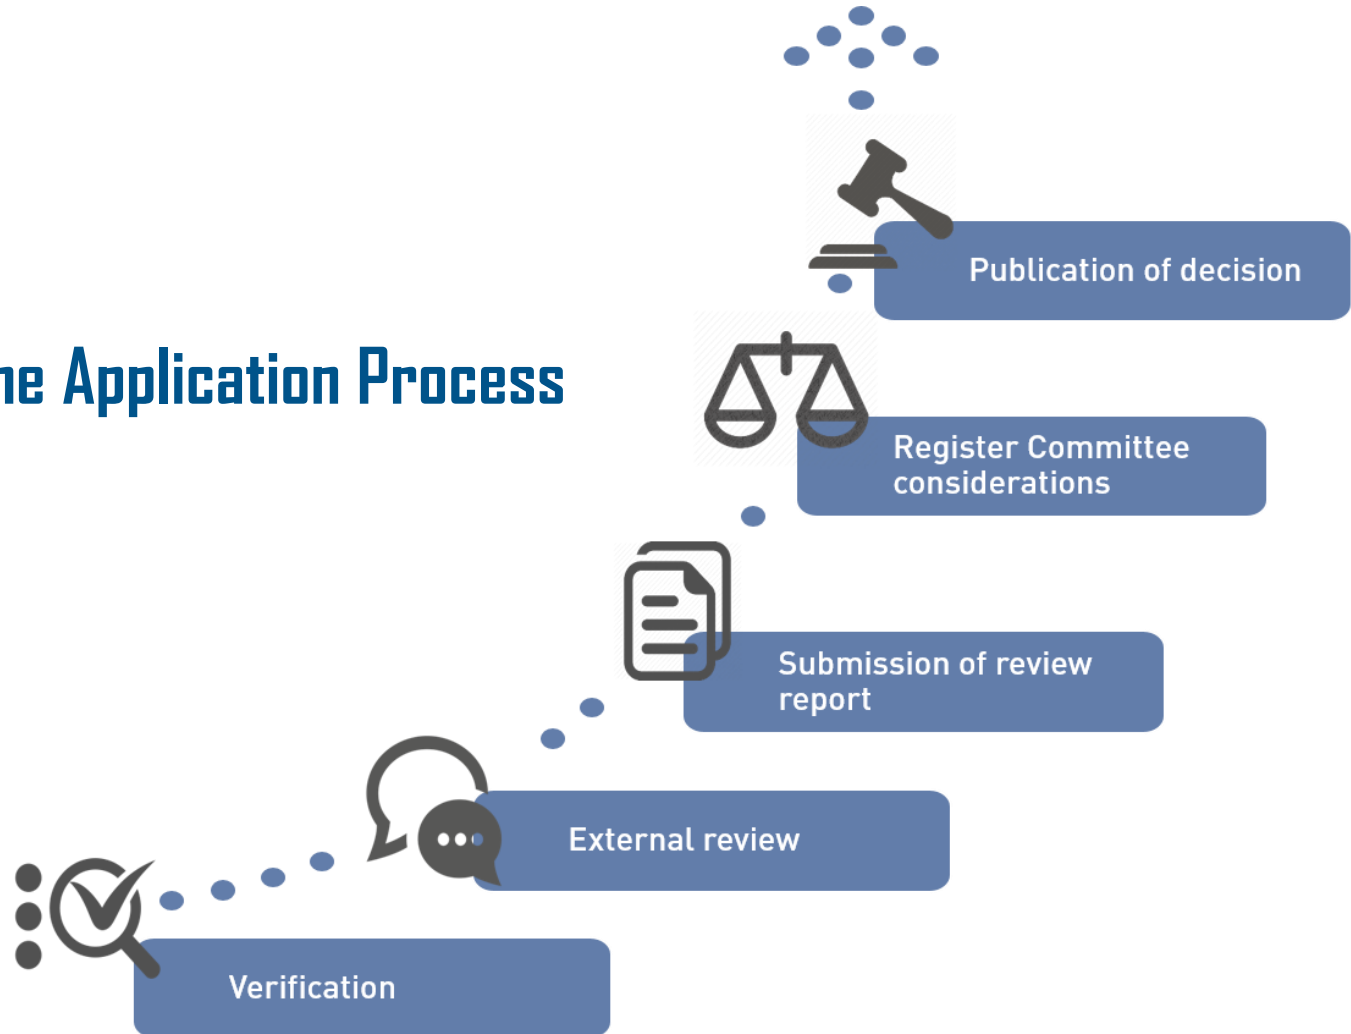 Publication of decision
ne Application Process
Register Committee
considerations
Submission of review
report
External review
Verification